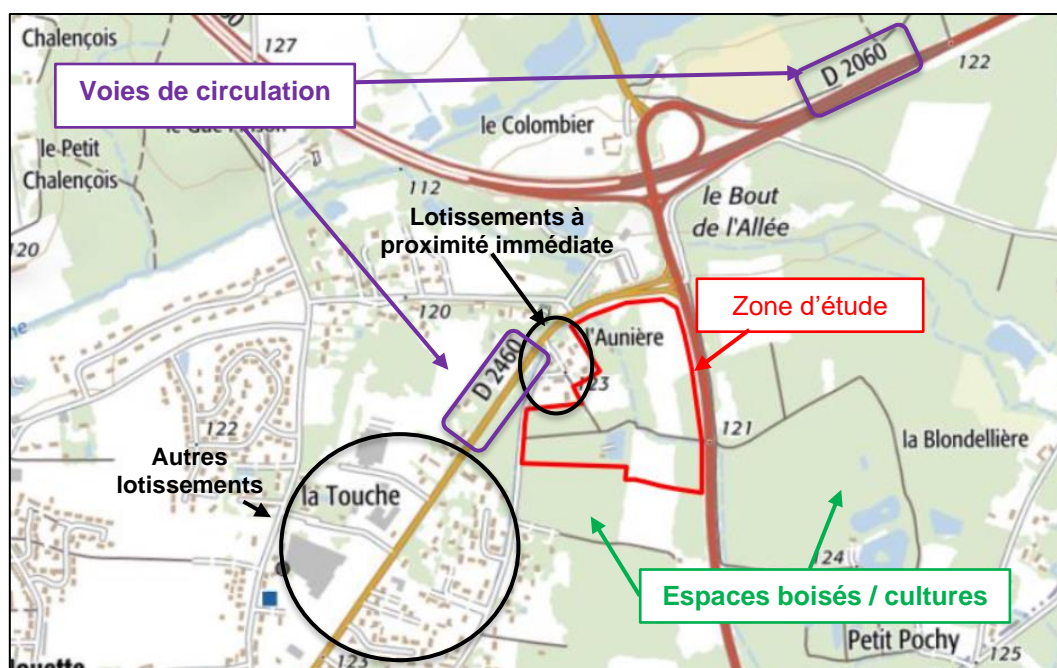 Chalençois
127
D 2060
122
Voies de circulation
le Colombier
le Petit
Chalençois
112
le Bout
de l'Allée
Lotissements à
proximité immédiate
120
120
Zone d'étude
l'Aunière
D 2460
123
122
121
la Blondellière
Autres
lotissements
la Touche
124
Espaces boisés / cultures
Petit Pochy
125
123